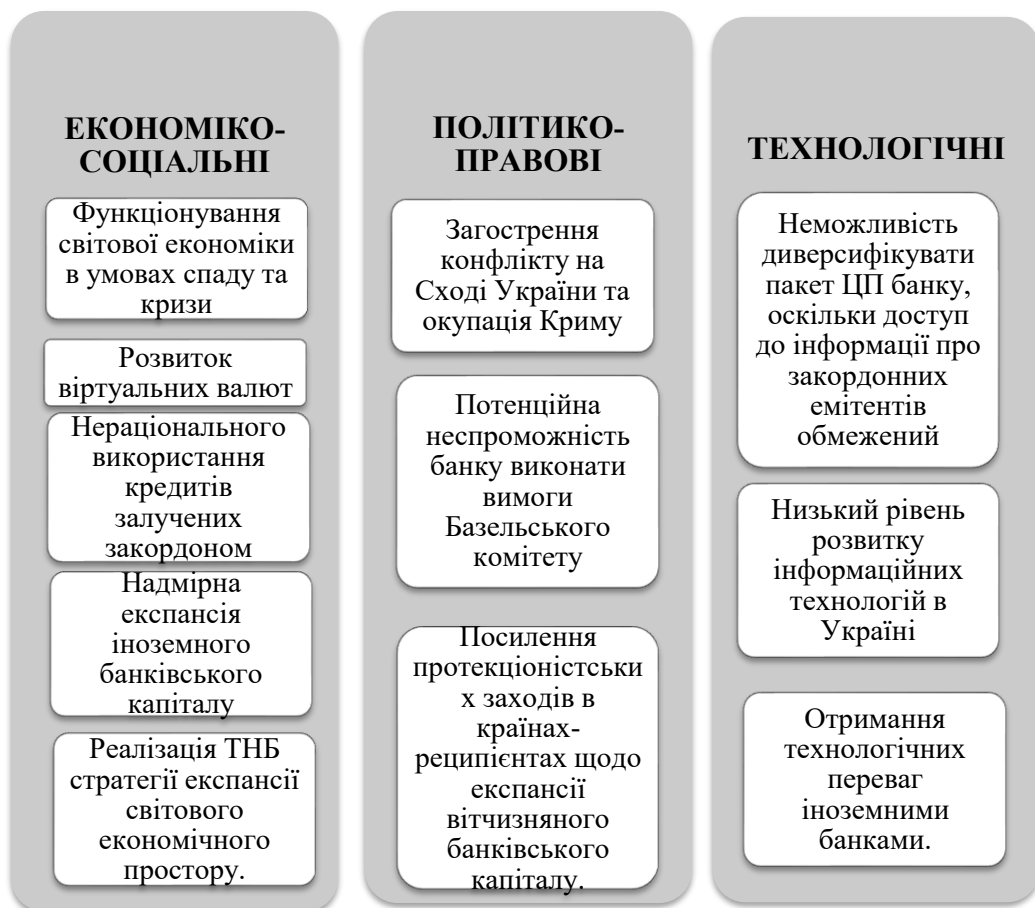 ЕКОНОМІКО-
СОЦІАЛЬНІ
Функціонування
світової економіки
в умовах спаду та
кризи
Розвиток
віртуальних валют
Нераціонального
використання
кредитів
залучених
закордоном
Надмірна
експансія
іноземного
банківського
капіталу
Реалізація ТНБ
стратегії експансії
світового
економічного
простору.
ПОЛІТИКО-
ПРАВОВІ
Загострення
конфлікту на
Сході України та
окупація Криму
Потенційна
неспроможність
банку виконати
вимоги
Базельського
комітету
Посилення
протекціоністськи
х заходів в
країнах-
реципієнтах щодо
експансії
вітчизняного
банківського
капіталу.
ТЕХНОЛОГІЧНІ
Неможливість
диверсифікувати
пакет ЦП банку,
оскільки доступ
до інформації про
закордонних
емітентів
обмежений
Низький рівень
розвитку
інформаційних
технологій в
Україні
Отримання
технологічних
переваг
іноземними
банками.